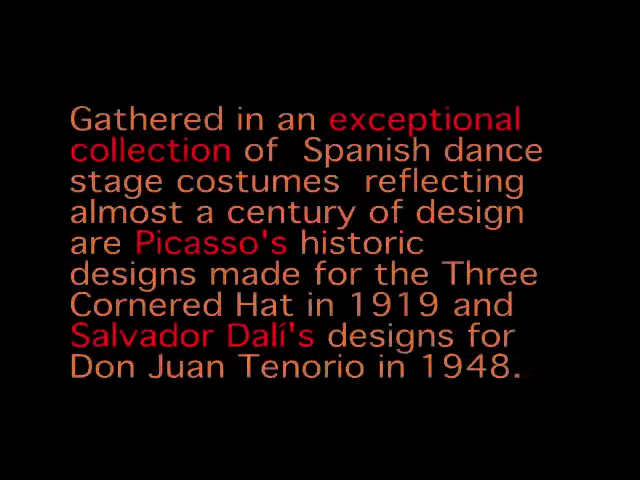 Gathered in an exceptional
collection of  Spanish dance
stage costumes  reflecting
almost a century of design
are Picasso's historic
designs made for the Three
Cornered Hat in 1919 and
Salvador Dalí's designs for
Don Juan Tenorio in 1948.